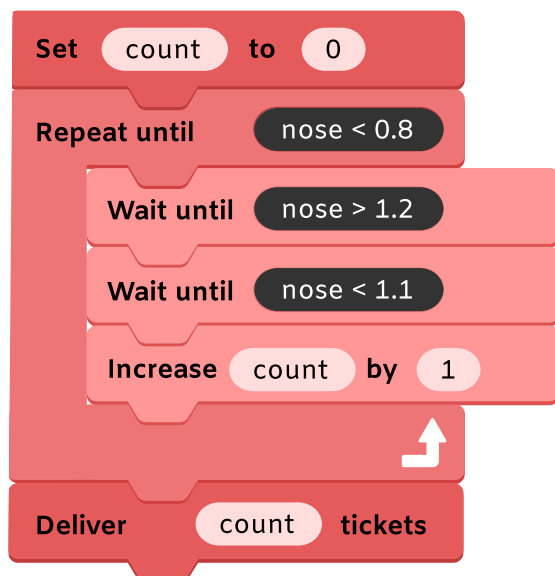 Set count to 0
Repeat until nose < 0.8
Wait until nose > 1.2
Wait until nose < 1.1
Increase count by 1
Deliver count tickets